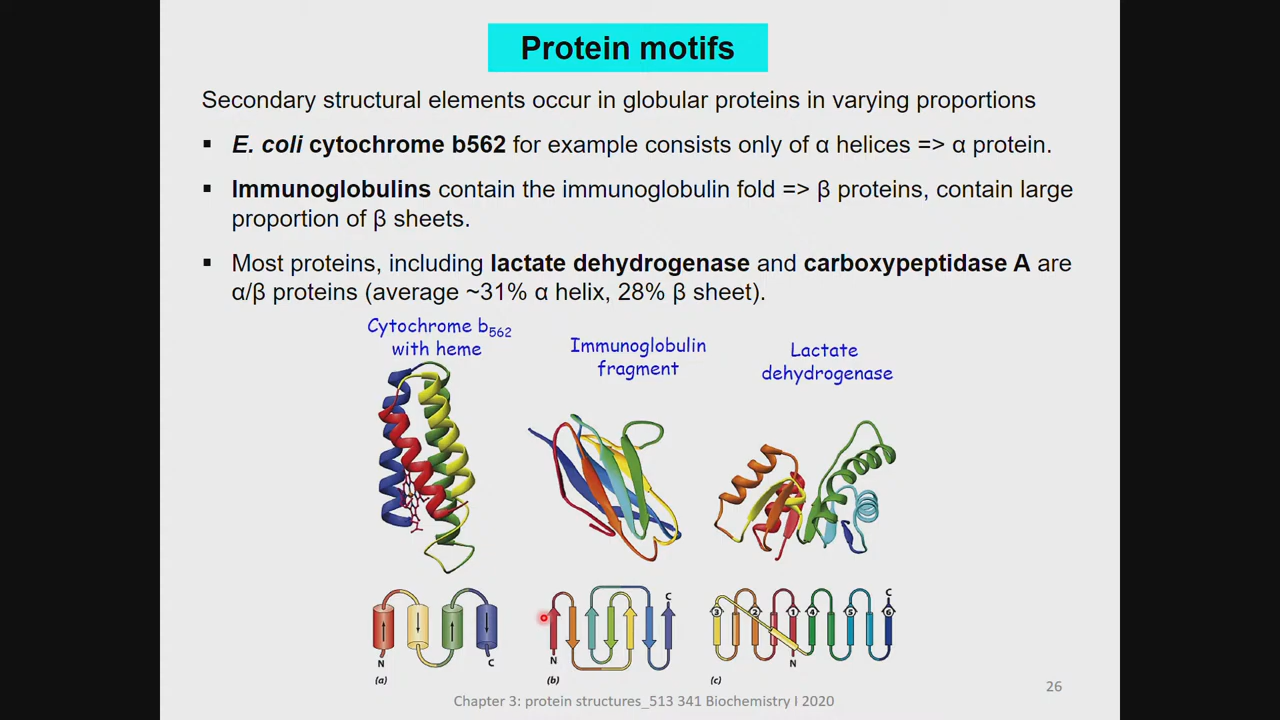 Protein motifs
Secondary structural elements occur in globular proteins in varying proportions
▪ E. coli cytochrome b562 for example consists only of α helices => α protein.
▪ Immunoglobulins contain the immunoglobulin fold => β proteins, contain large
proportion of β sheets.
▪ Most proteins, including lactate dehydrogenase and carboxypeptidase A are
α/β proteins (average ~31% α helix, 28% β sheet).
Cytochrome b562
with heme
Immunoglobulin
fragment
Lactate
dehydrogenase
N C
(a)
C
N
(b)
C
3 2 1 4 5 6
N
(c)
26
Chapter 3: protein structures_513 341 Biochemistry I 2020